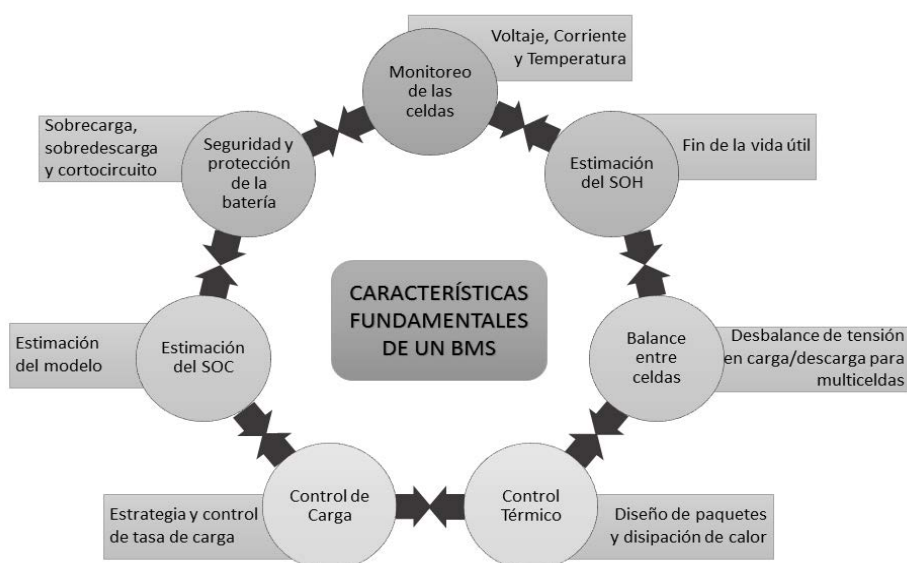 Voltaje, Corriente
y Temperatura
Monitoreo
de las
celdas
Sobrecarga,
sobredescarga
y cortocircuito
Seguridad y
protección
de la
batería
Estimación
del SOH
Fin de la vida útil
CARACTERÍSTICAS
FUNDAMENTALES
DE UN BMS
Estimación
del modelo
Estimación
del SOC
Balance
entre
celdas
Desbalance de tensión
en carga/descarga para
multiceldas
Estrategia y control
de tasa de carga
Control de
Carga
Control
Térmico
Diseño de paquetes
y disipación de calor